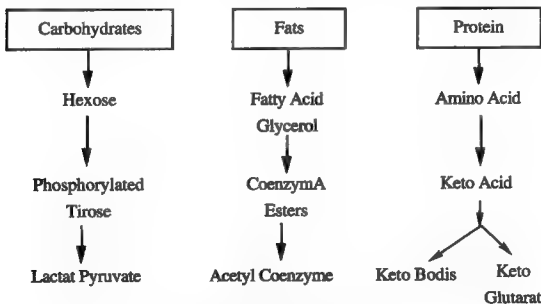 Carbohydrates
Fats
Protein
Hexose
Fatty Acid
Glycerol
Amino Acid
Phosphorylated
Tirose
CoenzymA
Esters
Keto Acid
Lactat Pyruvate
Acetyl Coenzyme
Keto Bodis
Keto
Glutarat